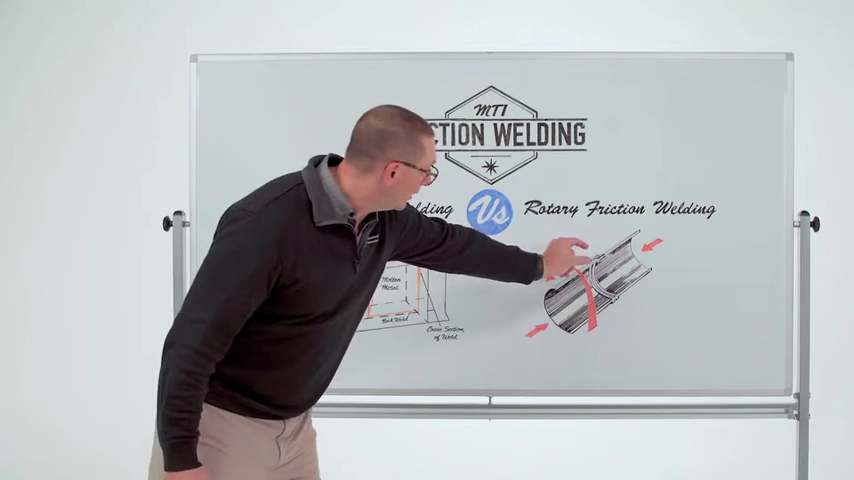 MTI
CTION WELDING
lding Vs Rotary Friction Welding
Molten
Metal
Cross Section
of Weld